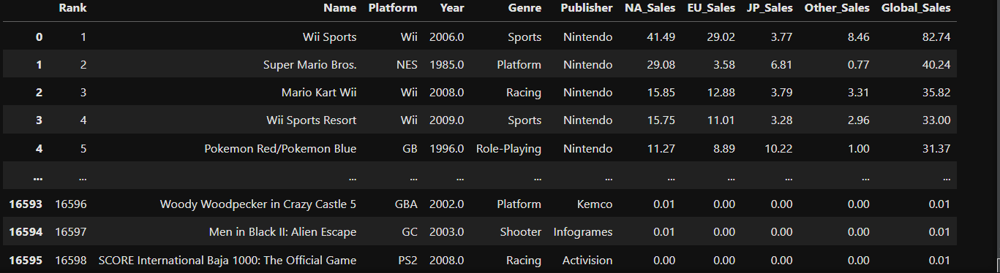 Rank Name Platform Year Genre Publisher NA_Sales EU_Sales JP_Sales Other_Sales Global_Sales
0 1 Wii Sports Wii 2006.0 Sports Nintendo 41.49 29.02 3.77 8.46 82.74
1 2 Super Mario Bros. NES 1985.0 Platform Nintendo 29.08 3.58 6.81 0.77 40.24
2 3 Mario Kart Wii Wii 2008.0 Racing Nintendo 15.85 12.88 3.79 3.31 35.82
3 4 Wii Sports Resort Wii 2009.0 Sports Nintendo 15.75 11.01 3.28 2.96 33.00
4 5 Pokemon Red/Pokemon Blue GB 1996.0 Role-Playing Nintendo 11.27 8.89 10.22 1.00 31.37
... ... ... ... ... ... ... ... ... ... ... ...
16593 16596 Woody Woodpecker in Crazy Castle 5 GBA 2002.0 Platform Kemco 0.01 0.00 0.00 0.00 0.01
16594 16597 Men in Black II: Alien Escape GC 2003.0 Shooter Infogrames 0.01 0.00 0.00 0.00 0.01
16595 16598 SCORE International Baja 1000: The Official Game PS2 2008.0 Racing Activision 0.00 0.00 0.00 0.00 0.01